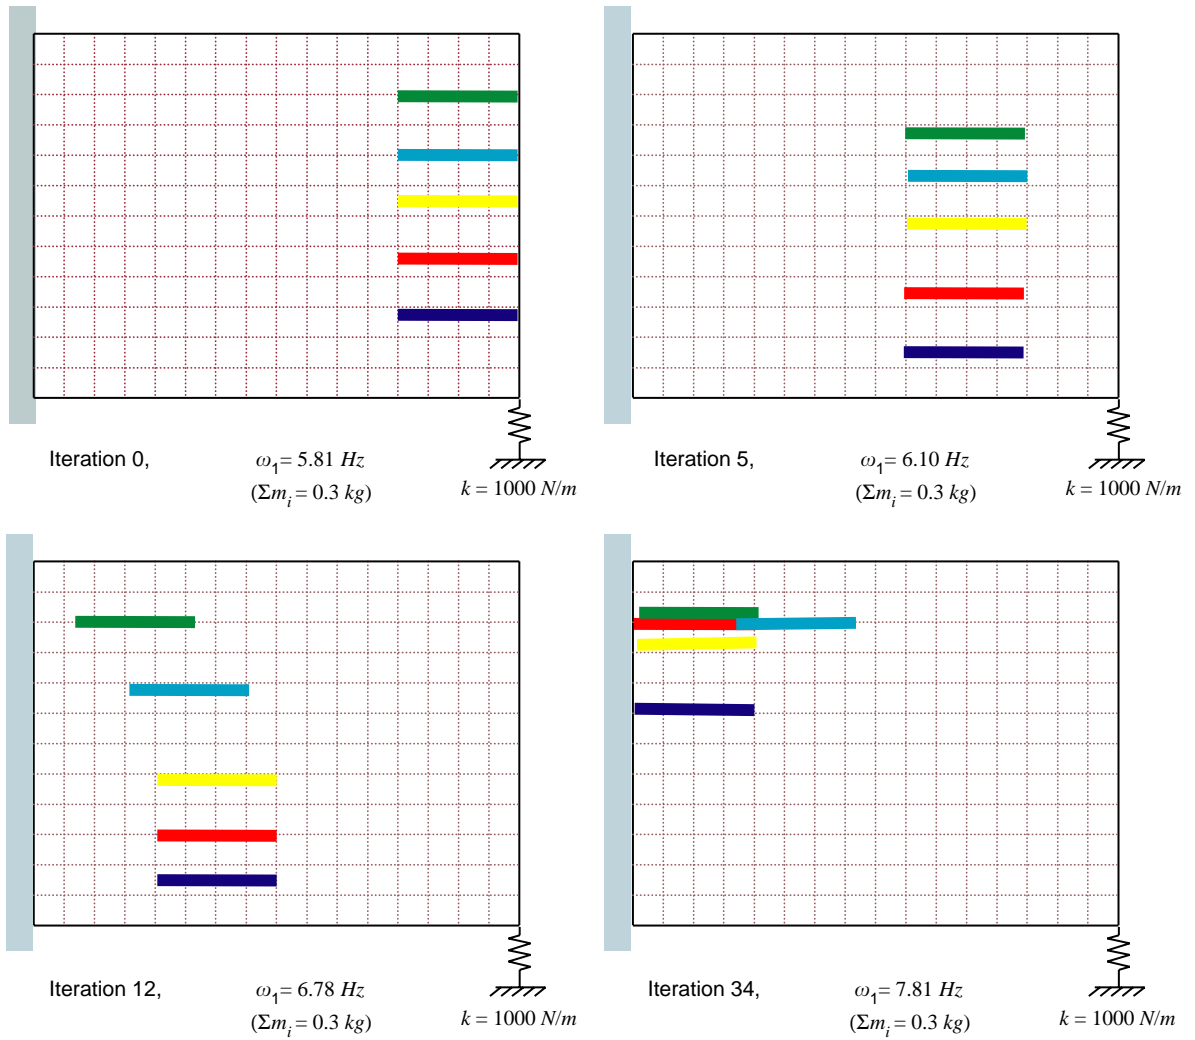 Iteration 0, ω₁= 5.81 Hz
(Σmᵢ = 0.3 kg) k = 1000 N/m
Iteration 5, ω₁= 6.10 Hz
(Σmᵢ = 0.3 kg) k = 1000 N/m
Iteration 12, ω₁= 6.78 Hz
(Σmᵢ = 0.3 kg) k = 1000 N/m
Iteration 34, ω₁= 7.81 Hz
(Σmᵢ = 0.3 kg) k = 1000 N/m